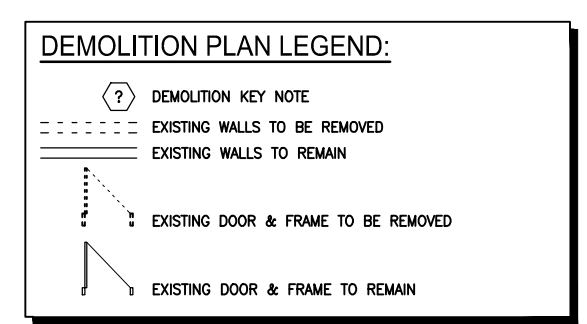 DEMOLITION PLAN LEGEND:
? DEMOLITION KEY NOTE
EXISTING WALLS TO BE REMOVED
EXISTING WALLS TO REMAIN
EXISTING DOOR & FRAME TO BE REMOVED
EXISTING DOOR & FRAME TO REMAIN